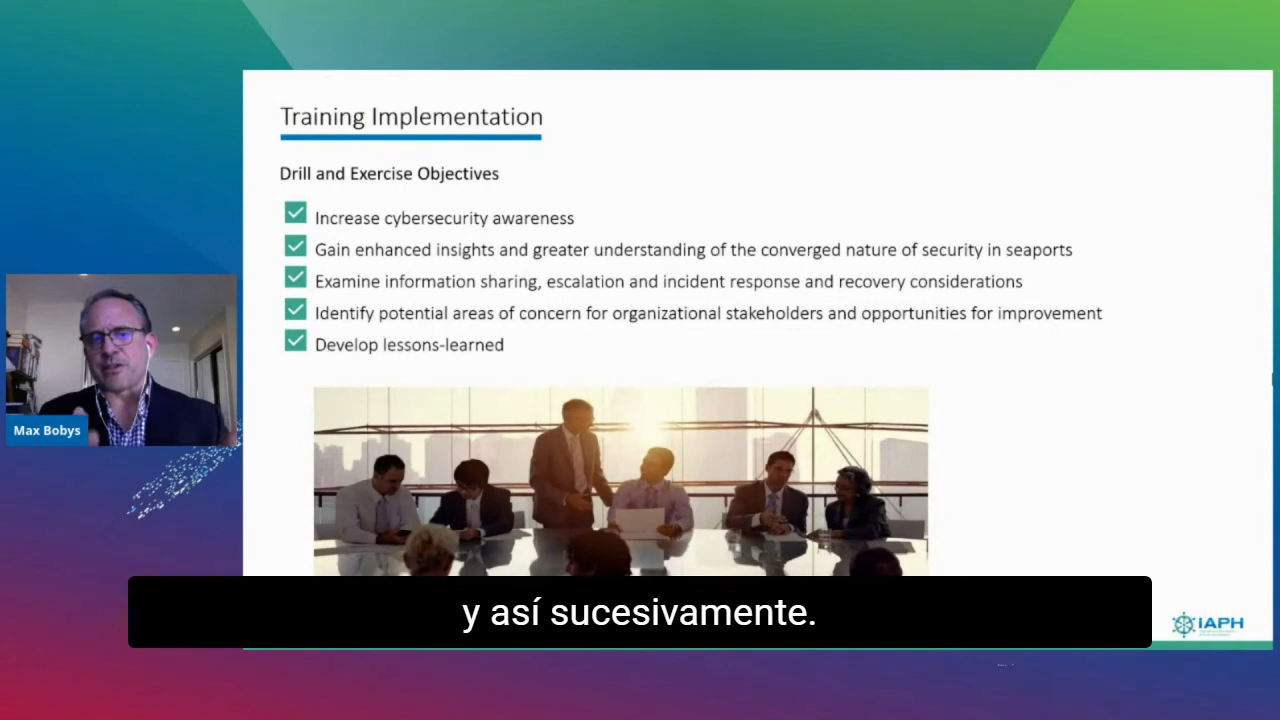 Training Implementation
Drill and Exercise Objectives
Increase cybersecurity awareness
Gain enhanced insights and greater understanding of the converged nature of security in seaports
Examine information sharing, escalation and incident response and recovery considerations
Identify potential areas of concern for organizational stakeholders and opportunities for improvement
Develop lessons-learned
Max Bobys
y así sucesivamente.
IAPH